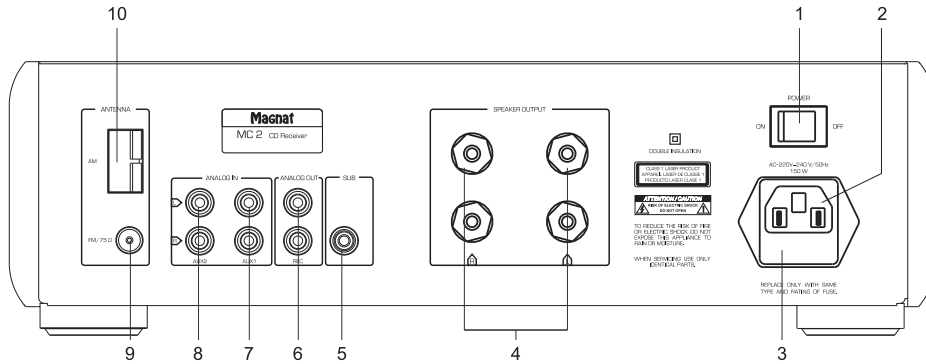 10
1
2
ANTENNA
AM
FM/75Ω
Magnat
MC 2 CD Receiver
ANALOG IN
ANALOG OUT
SUB
L
R
AUX2
AUX1
REC
SPEAKER OUTPUT
R
L
DOUBLE INSULATION
CLASS 1 LASER PRODUCT
APPAREIL LASER DE CLASSE 1
PRODUCTO LASER CLASE 1
ATTENTION/CAUTION
RISK OF ELECTRIC SHOCK
DO NOT OPEN
TO REDUCE THE RISK OF FIRE
OR ELECTRIC SHOCK DO NOT
EXPOSE THIS APPLIANCE TO
RAIN OR MOISTURE.
WHEN SERVICING USE ONLY
IDENTICAL PARTS.
POWER
ON
OFF
AC~220V-240 V/50Hz
150 W
REPLACE ONLY WITH SAME
TYPE AND RATING OF FUSE.
9
8
7
6
5
4
3